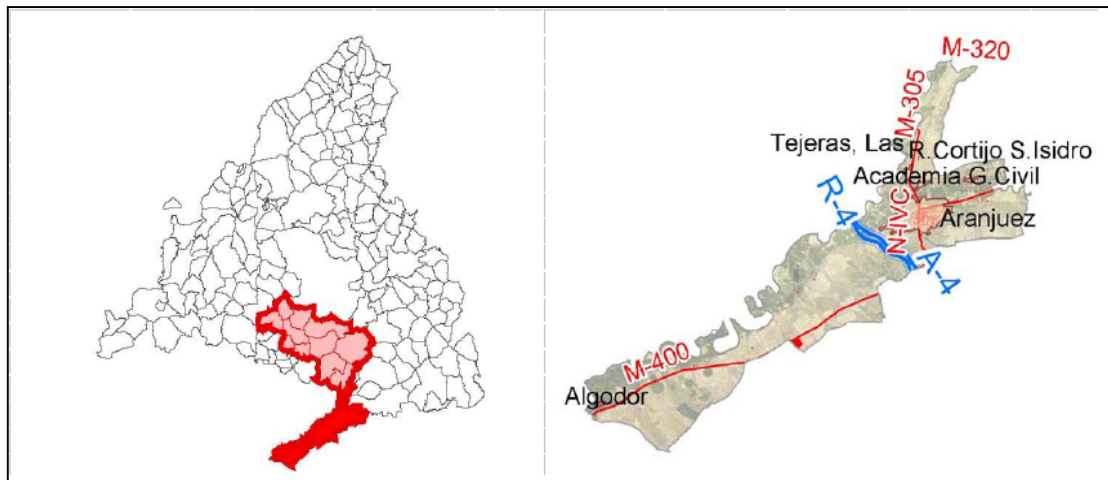 M-320
M-305
Tejeras, Las
R.Cortijo S.Isidro
Academia G.Civil
R-4
N-IVC
Aranjuez
A-4
M-400
Algodor